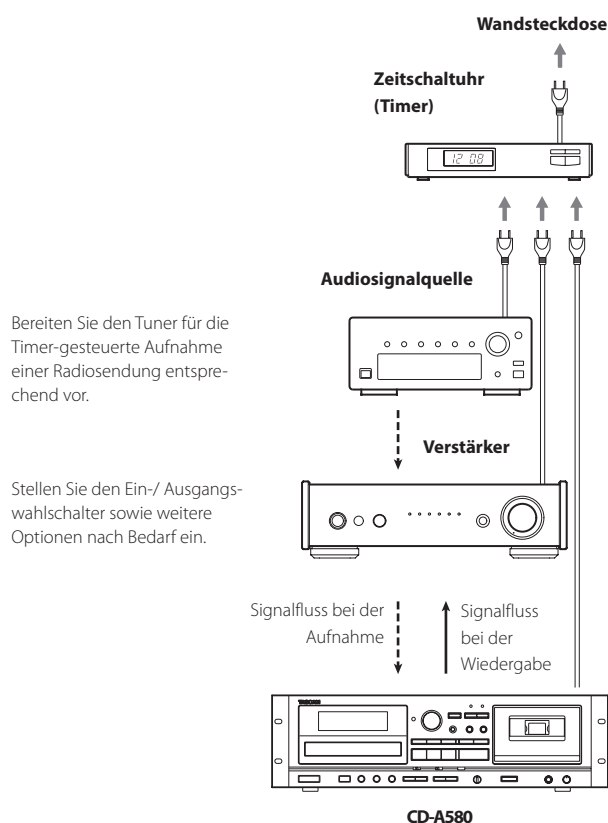 Wandsteckdose
Zeitschaltuhr
(Timer)
12 08
Audiosignalquelle
Bereiten Sie den Tuner für die
Timer-gesteuerte Aufnahme
einer Radiosendung entspre-
chend vor.
Verstärker
Stellen Sie den Ein-/ Ausgangs-
wahlschalter sowie weitere
Optionen nach Bedarf ein.
Signalfluss bei der
Aufnahme
Signalfluss
bei der
Wiedergabe
TASCAM
CD-A580